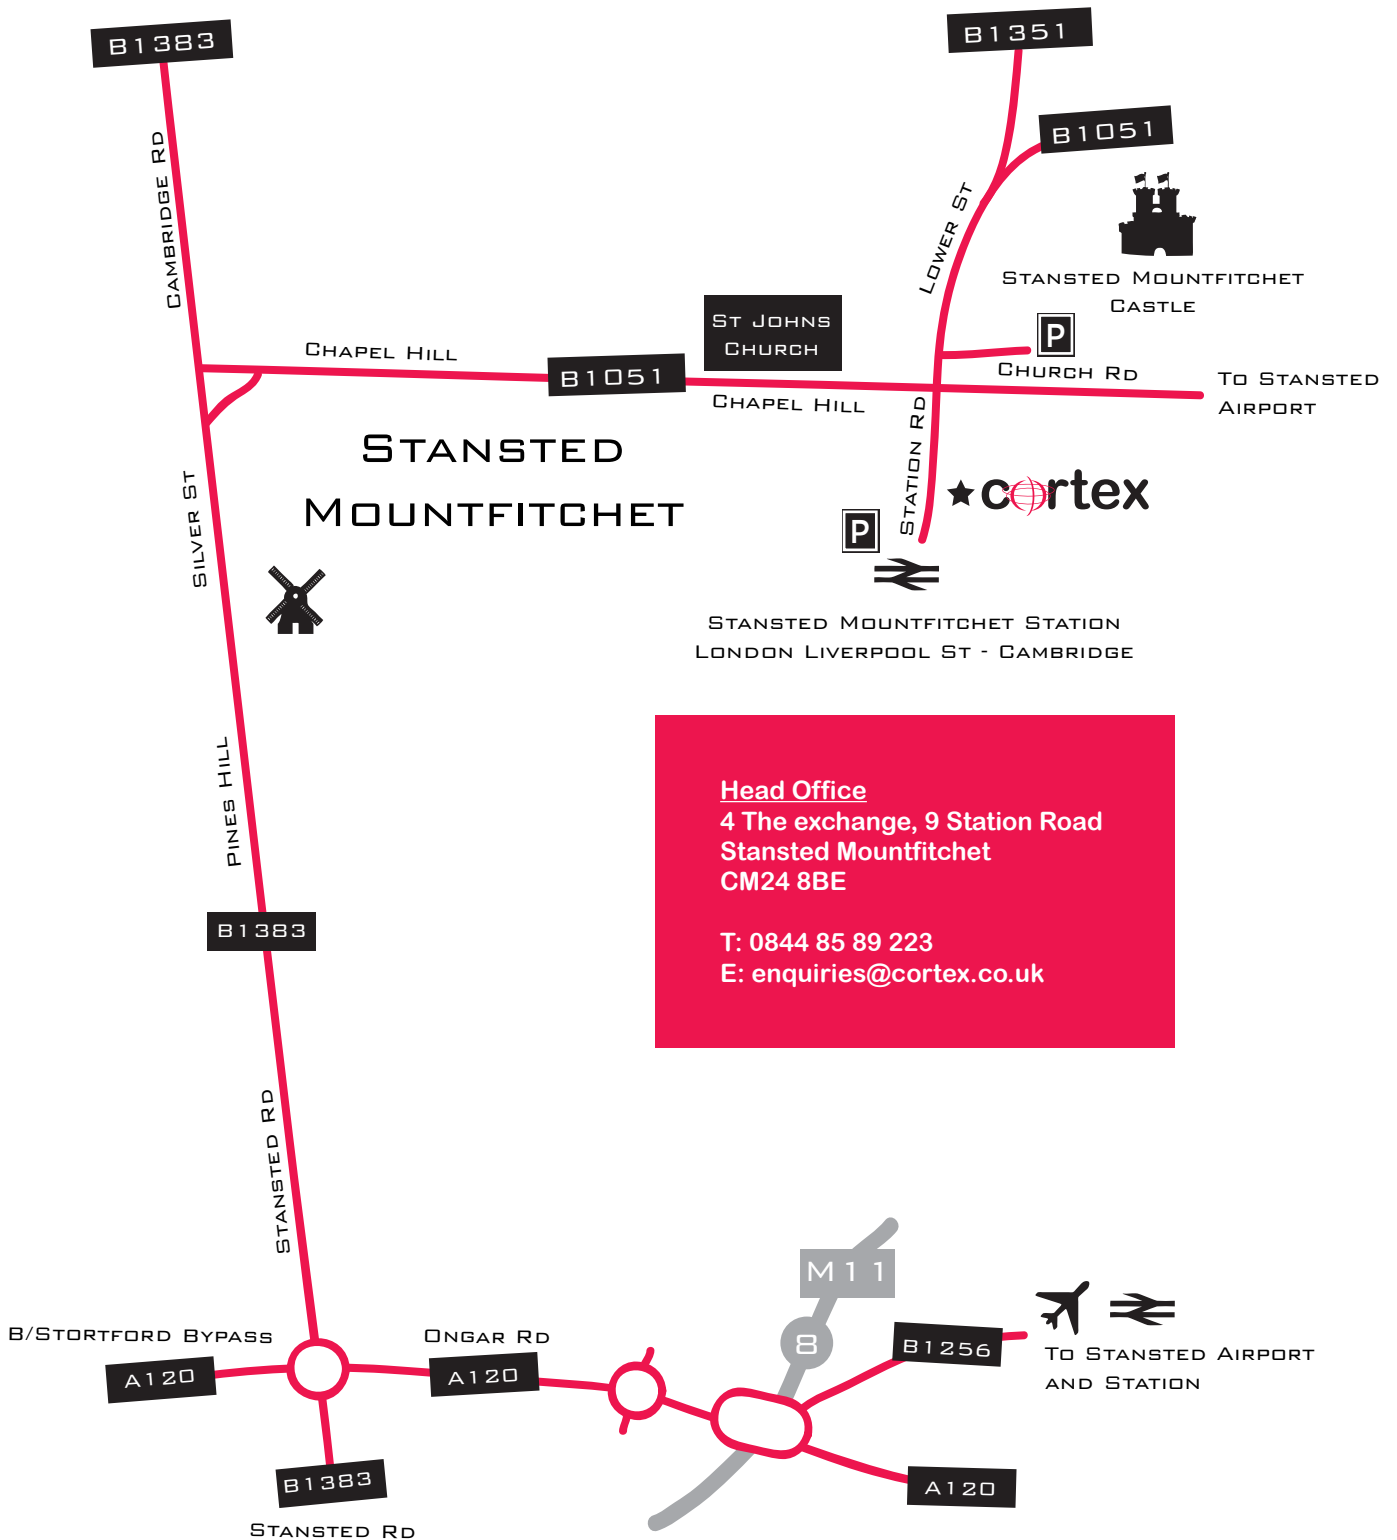 B1383
B1351
B1051
CAMBRIDGE RD
LOWER ST
STANSTED MOUNTFITCHET
CASTLE
ST JOHNS
CHURCH
P
CHAPEL HILL
B1051
CHURCH RD
CHAPEL HILL
TO STANSTED
AIRPORT
STATION RD
STANSTED
MOUNTFITCHET
cortex
SILVER ST
P
STANSTED MOUNTFITCHET STATION
LONDON LIVERPOOL ST - CAMBRIDGE
PINES HILL
Head Office
4 The exchange, 9 Station Road
Stansted Mountfitchet
CM24 8BE
T: 0844 85 89 223
E: enquiries@cortex.co.uk
B1383
STANSTED RD
M11
8
B/STORTFORD BYPASS
ONGAR RD
B1256
A120
A120
TO STANSTED AIRPORT
AND STATION
B1383
A120
STANSTED RD